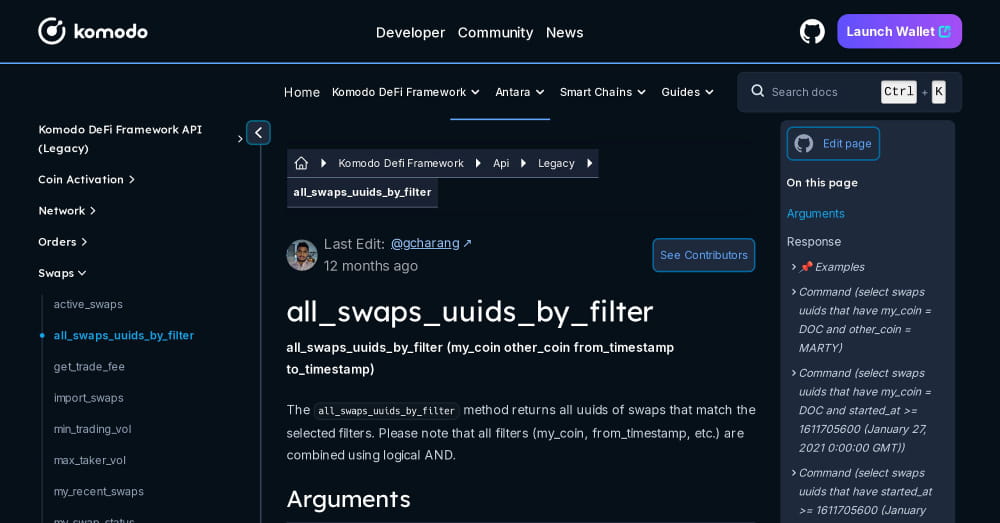 komodo
Developer Community News
Launch Wallet
Home Komodo DeFi Framework Antara Smart Chains Guides
Search docs Ctrl + K
Komodo DeFi Framework API
(Legacy)
Coin Activation
Network
Orders
Swaps
active_swaps
all_swaps_uuids_by_filter
get_trade_fee
import_swaps
min_trading_vol
max_taker_vol
my_recent_swaps
my_swap_status
Komodo Defi Framework Api Legacy
all_swaps_uuids_by_filter
Last Edit: @gcharang ↗
12 months ago
See Contributors
all_swaps_uuids_by_filter
all_swaps_uuids_by_filter (my_coin other_coin from_timestamp
to_timestamp)
The all_swaps_uuids_by_filter method returns all uuids of swaps that match the
selected filters. Please note that all filters (my_coin, from_timestamp, etc.) are
combined using logical AND.
Arguments
Edit page
On this page
Arguments
Response
📌 Examples
Command (select swaps
uuids that have my_coin =
DOC and other_coin =
MARTY)
Command (select swaps
uuids that have my_coin =
DOC and started_at >=
1611705600 (January 27,
2021 0:00:00 GMT))
Command (select swaps
uuids that have started_at
>= 1611705600 (January